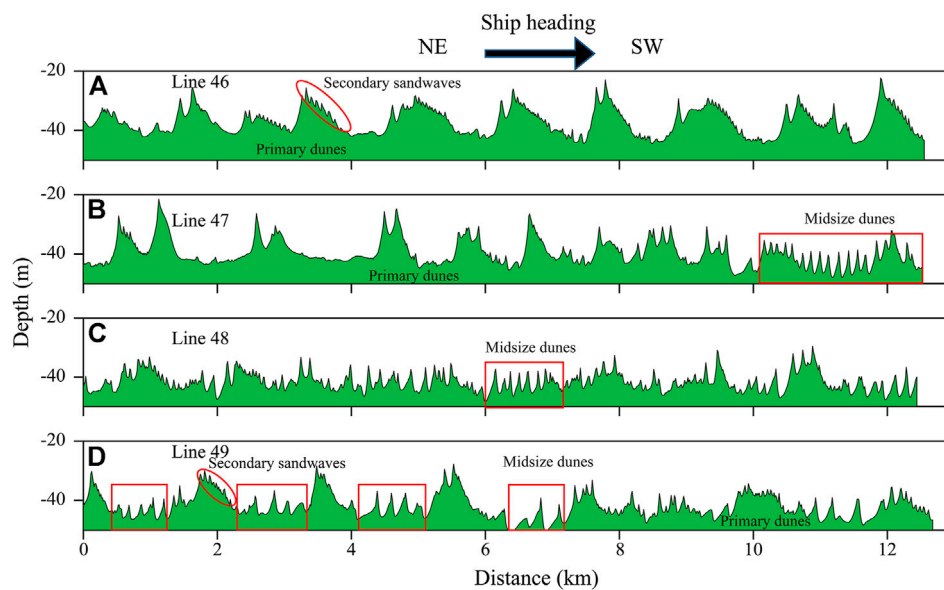 Ship heading
NE
SW
-20
A
Line 46
Secondary sandwaves
-40
Primary dunes
-20
B
Line 47
Midsize dunes
-40
Primary dunes
-20
C
Line 48
Midsize dunes
-40
-20
D
Line 49
Secondary sandwaves
Midsize dunes
-40
Primary dunes
Depth (m)
0 2 4 6 8 10 12
Distance (km)